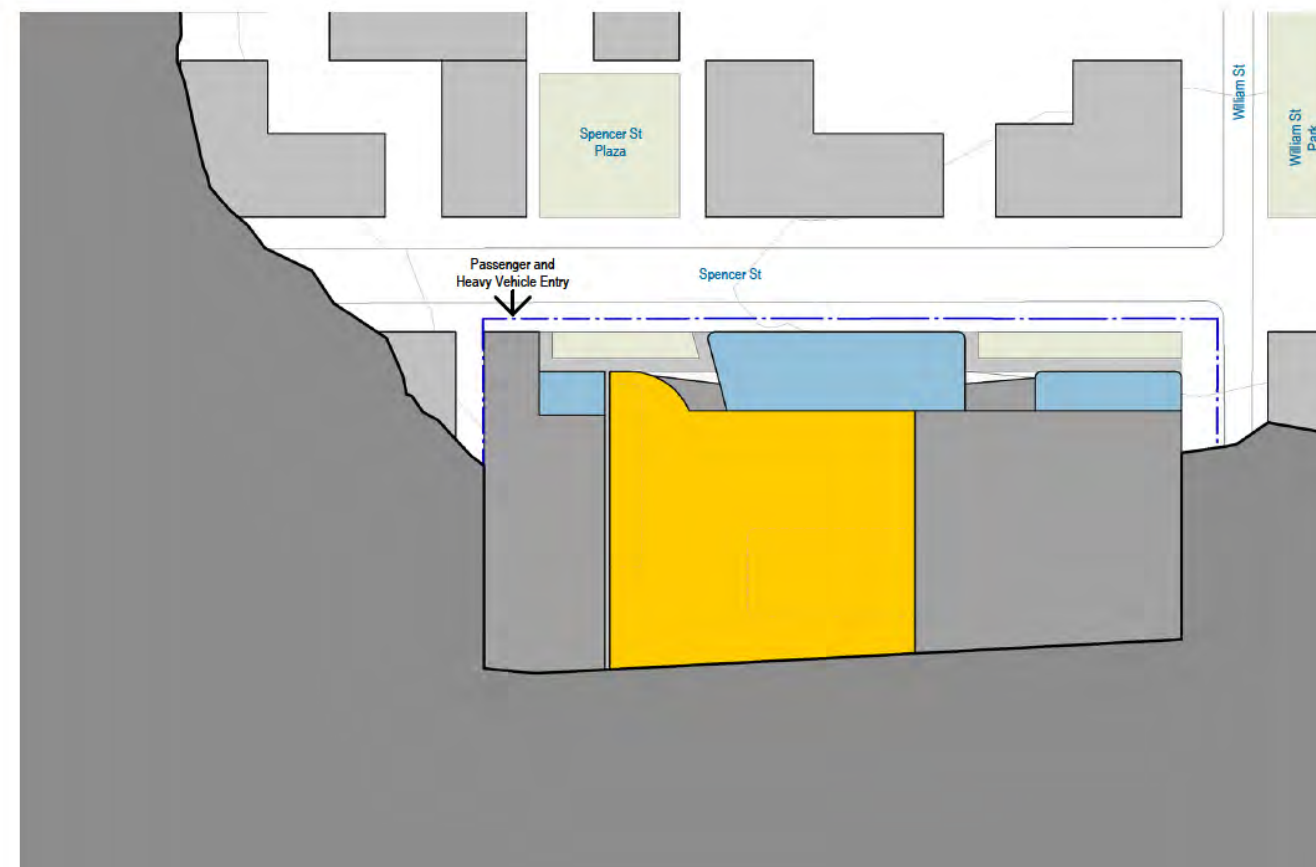 William St
William St
Park
Spencer St
Plaza
Passenger and
Heavy Vehicle Entry
Spencer St